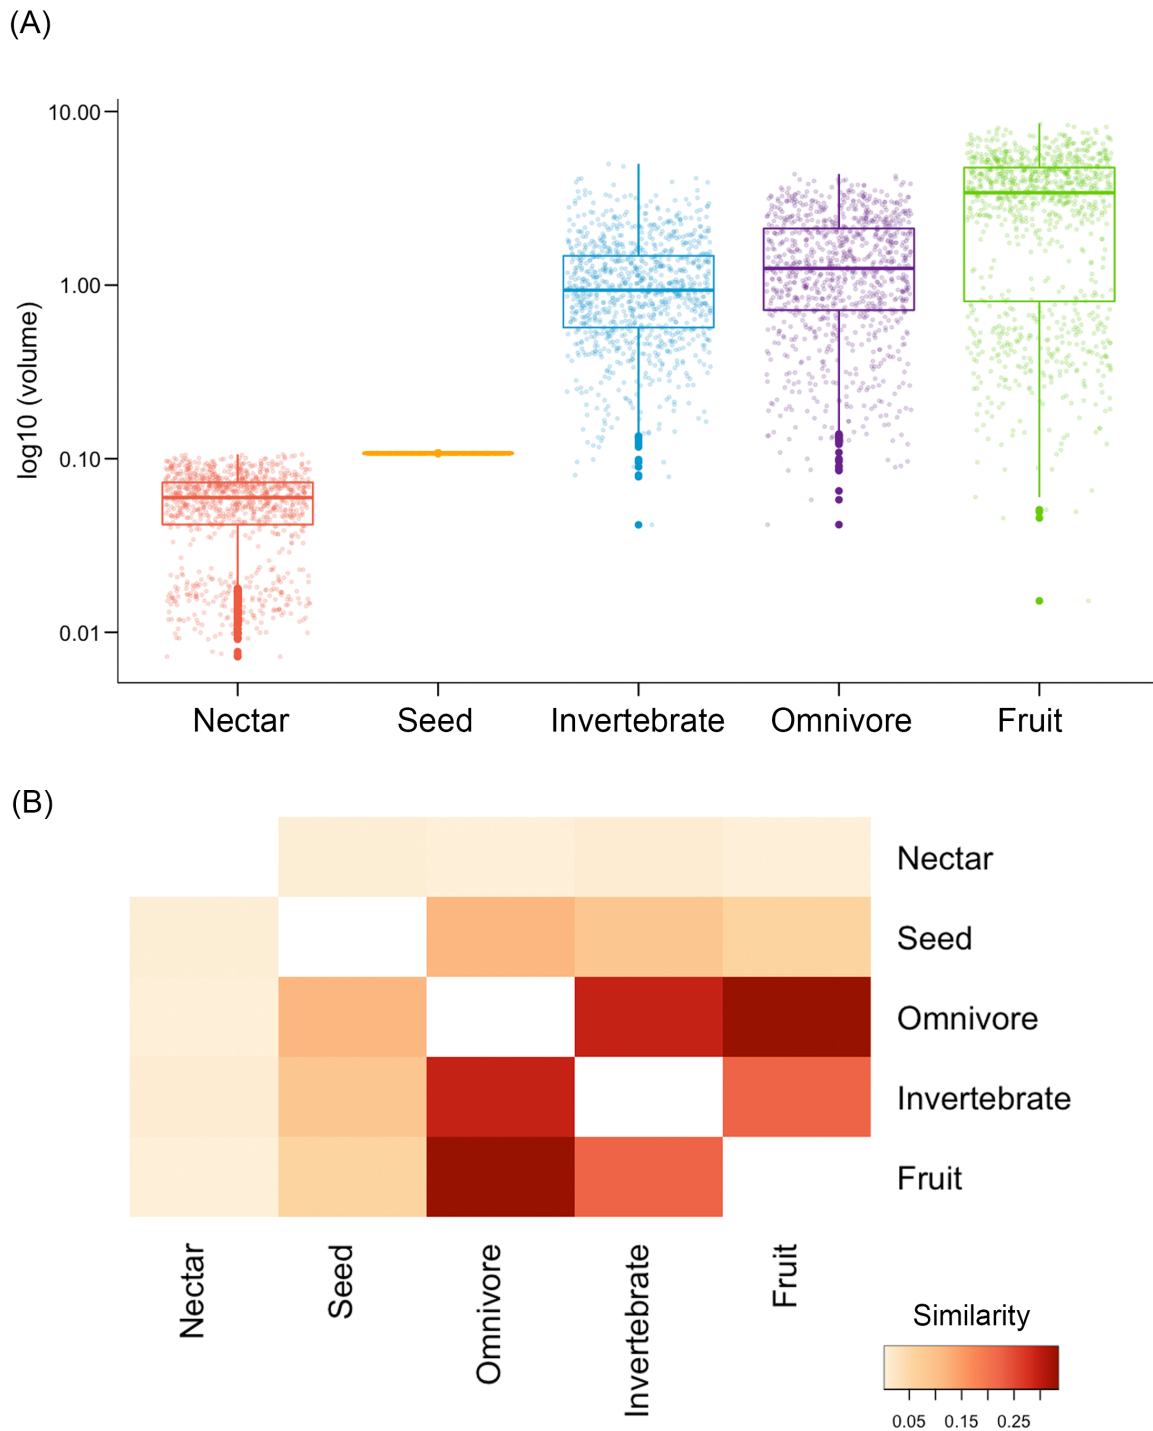 (A)
10.00
1.00
0.10
0.01
log10 (volume)
Nectar Seed Invertebrate Omnivore Fruit
(B)
Nectar
Seed
Omnivore
Invertebrate
Fruit
Nectar Seed Omnivore Invertebrate Fruit
Similarity
0.05 0.15 0.25